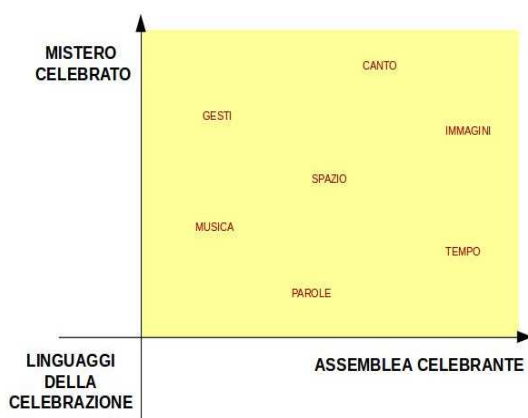 MISTERO
CELEBRATO
CANTO
GESTI
IMMAGINI
SPAZIO
MUSICA
TEMPO
PAROLE
LINGUAGGI
DELLA
CELEBRAZIONE
ASSEMBLEA CELEBRANTE